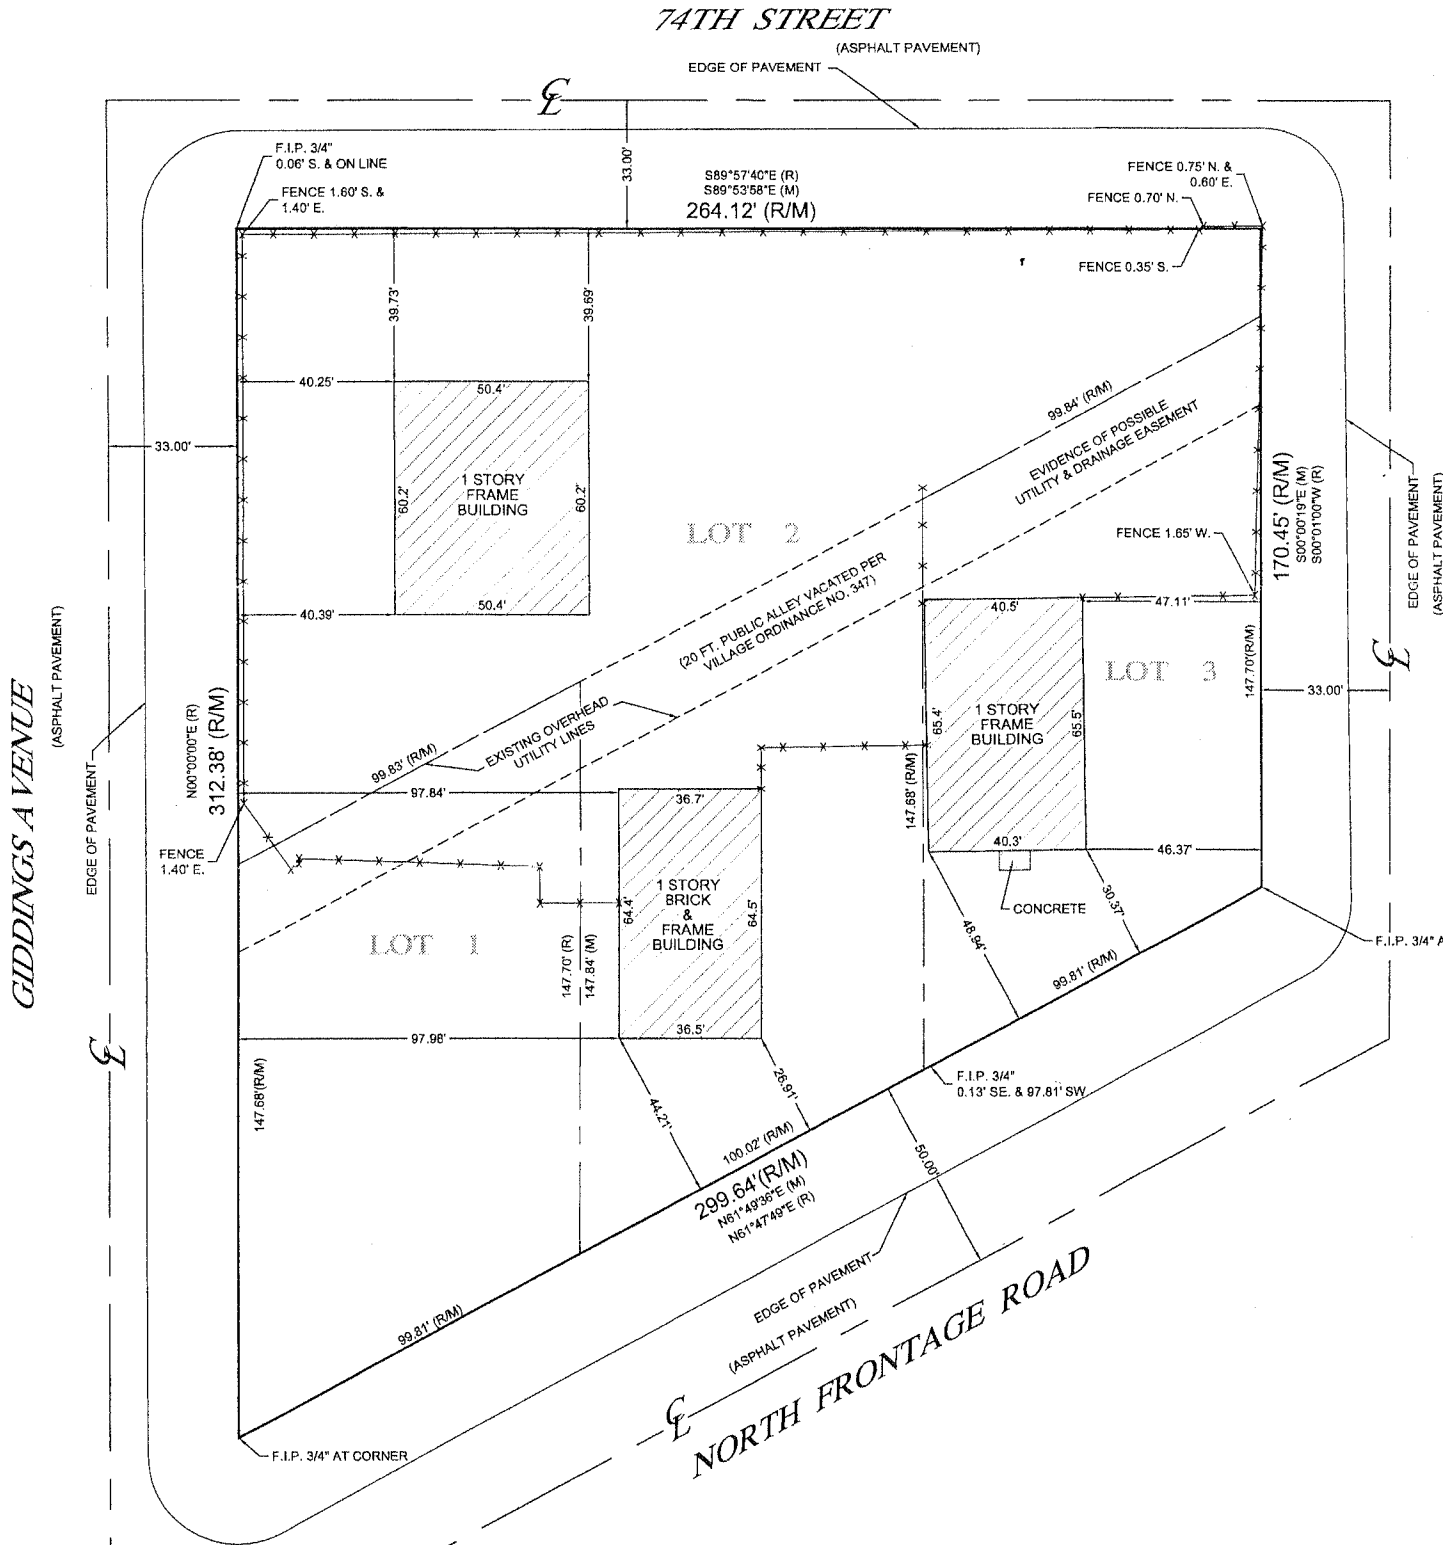 74TH STREET
(ASPHALT PAVEMENT)
EDGE OF PAVEMENT
F.I.P. 3/4"
0.06' S. & ON LINE
FENCE 1.60' S. &
1.40' E.
33.00'
S89°57'40"E (R)
S89°53'58"E (M)
264.12' (R/M)
FENCE 0.75' N. &
0.60' E.
FENCE 0.70' N.
FENCE 0.35' S.
39.73'
39.69'
40.25'
50.4'
33.00'
60.2'
1 STORY
FRAME
BUILDING
60.2'
40.39'
50.4'
LOT 2
99.84' (R/M)
EVIDENCE OF POSSIBLE
UTILITY & DRAINAGE EASEMENT
(20 FT. PUBLIC ALLEY VACATED PER
VILLAGE ORDINANCE NO. 347)
FENCE 1.65' W.
170.45' (R/M)
S00°00'19"E (M)
S00°01'00"W (R)
EDGE OF PAVEMENT
(ASPHALT PAVEMENT)
40.5'
47.11'
LOT 3
147.70'(R/M)
33.00'
65.4'
1 STORY
FRAME
BUILDING
65.5'
147.68' (R/M)
40.3'
46.37'
CONCRETE
48.94'
30.37'
F.I.P. 3/4" A
99.81' (R/M)
GIDDINGS AVENUE
(ASPHALT PAVEMENT)
EDGE OF PAVEMENT
N00°00'00"E (R)
312.38' (R/M)
99.83' (R/M)
EXISTING OVERHEAD
UTILITY LINES
97.84'
36.7'
FENCE
1.40' E.
64.4'
1 STORY
BRICK
&
FRAME
BUILDING
64.5'
LOT 1
147.70' (R)
147.84' (M)
97.98'
36.5'
147.68'(R/M)
44.21'
26.91'
F.I.P. 3/4"
0.13' SE. & 97.81' SW
100.02' (R/M)
299.64'(R/M)
N61°49'36"E (M)
N61°47'49"E (R)
50.00'
99.81' (R/M)
EDGE OF PAVEMENT
(ASPHALT PAVEMENT)
NORTH FRONTAGE ROAD
F.I.P. 3/4" AT CORNER